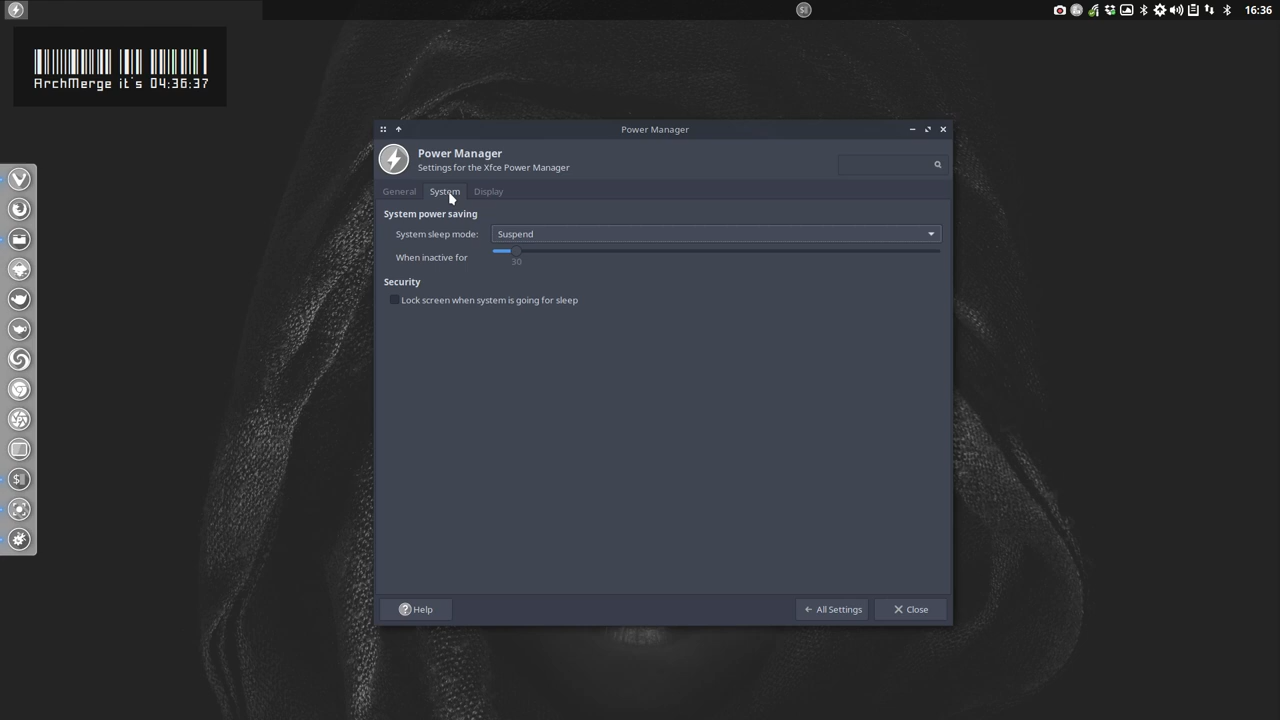 16:36
ArchMerge it's 04:36:37
Power Manager
Power Manager
Settings for the Xfce Power Manager
General System Display
System power saving
System sleep mode: Suspend
When inactive for
30
Security
Lock screen when system is going for sleep
Help All Settings Close